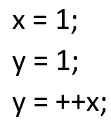 x = 1;
y = 1;
y = ++x;